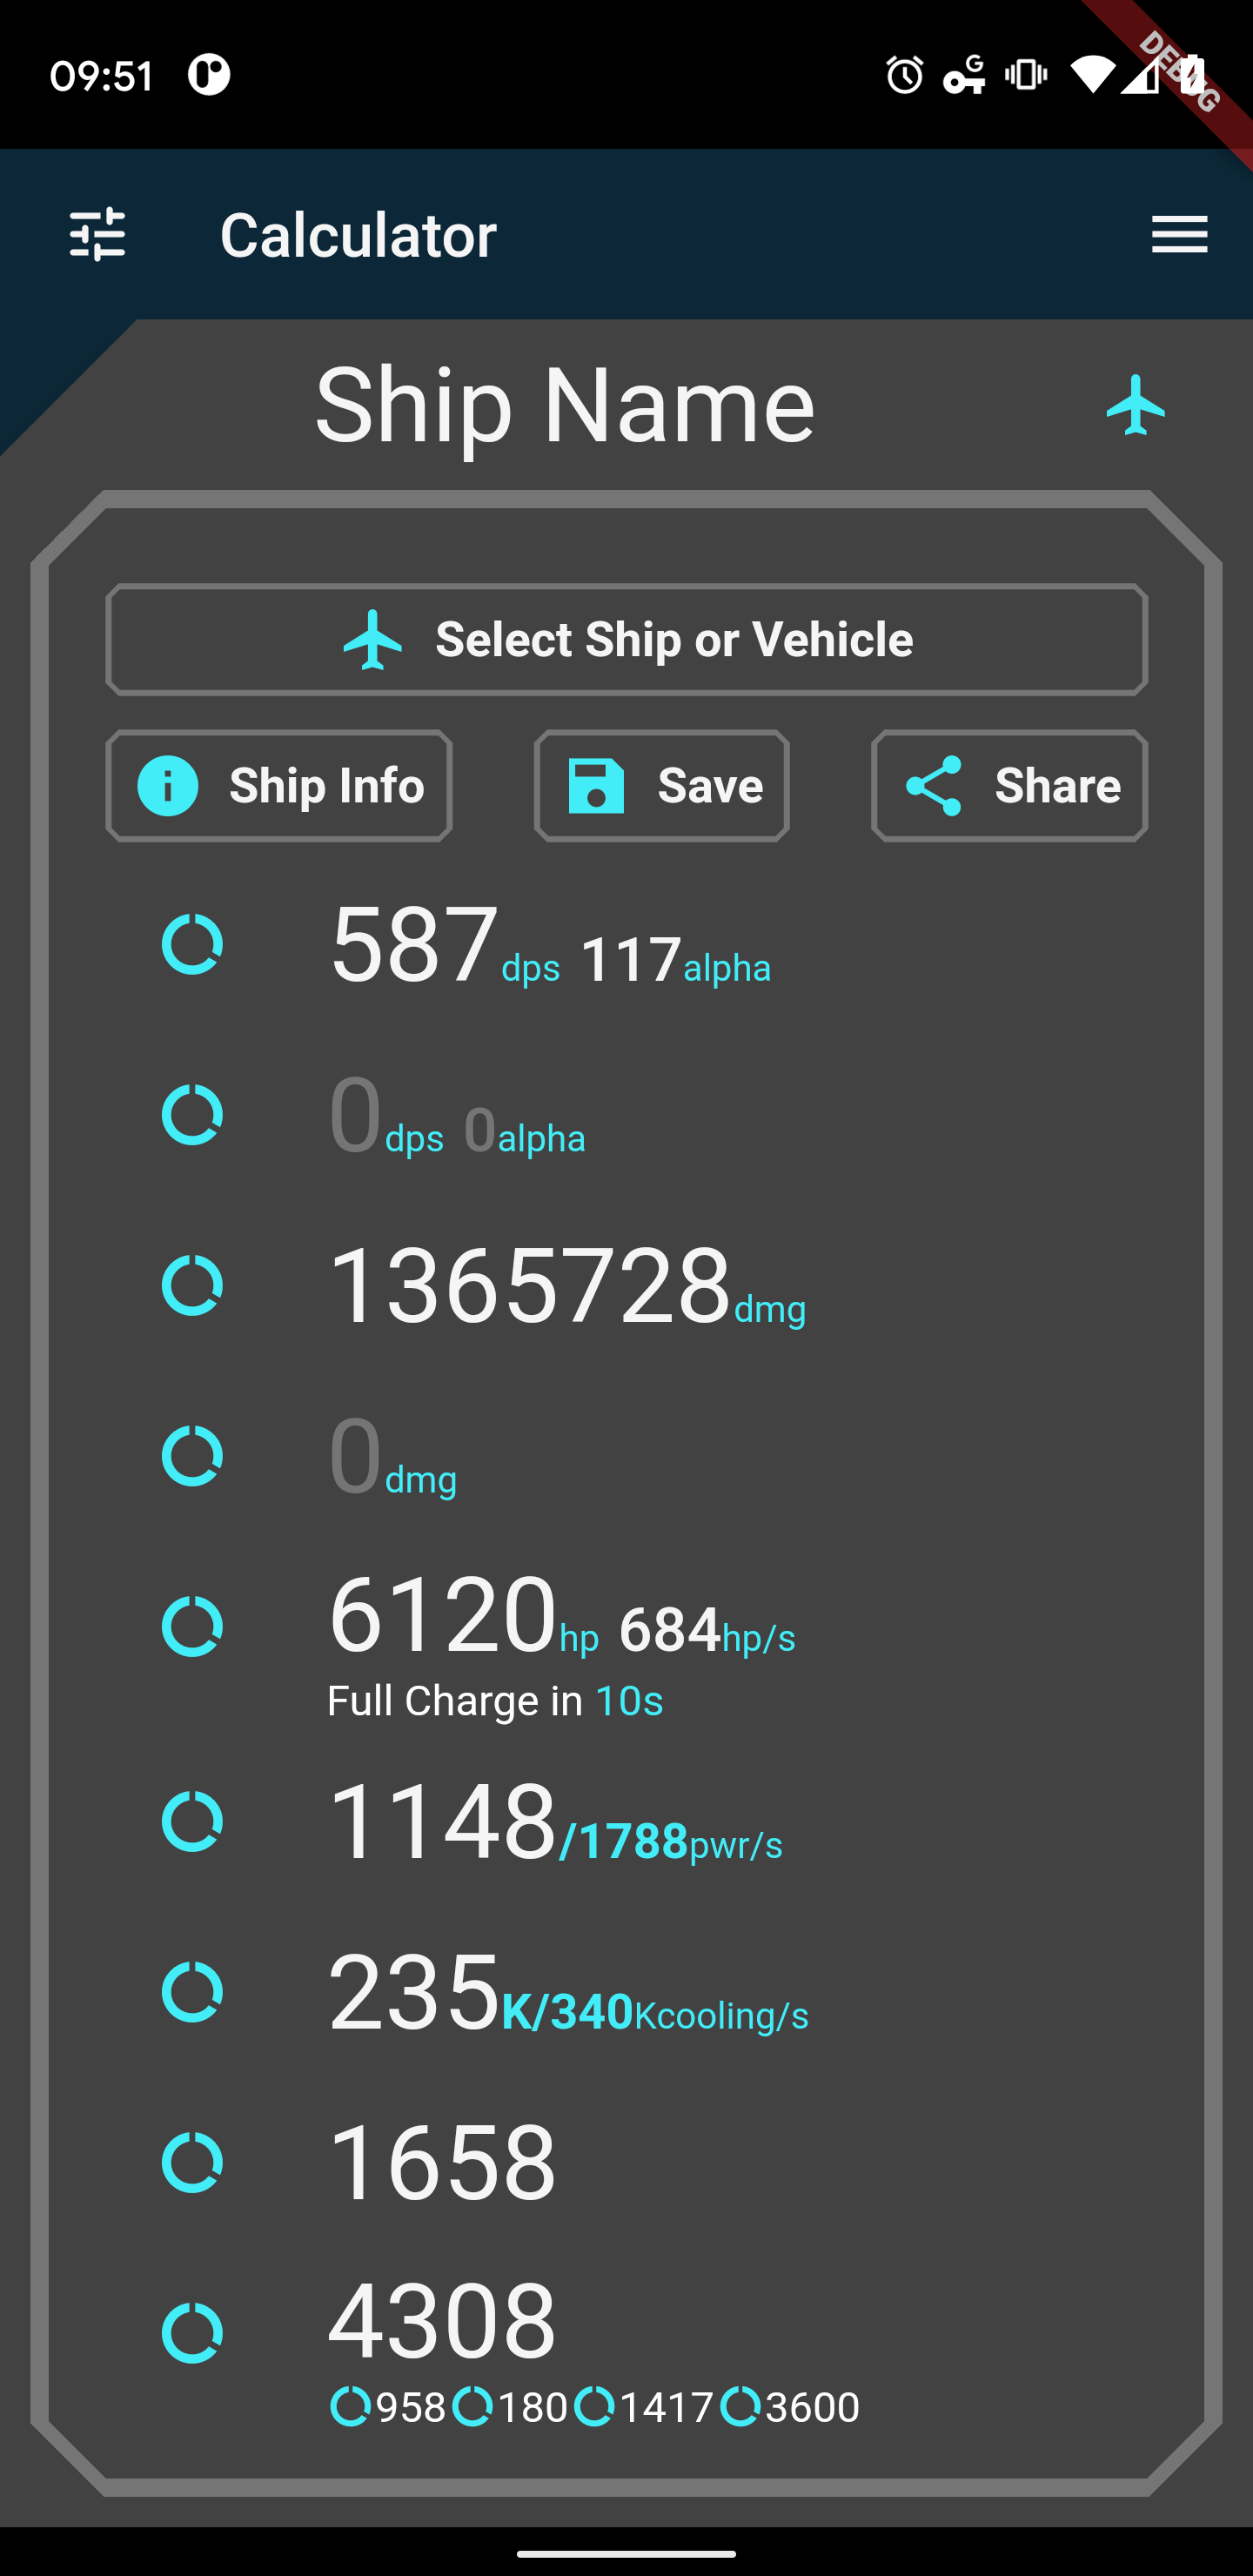 09:51
DEBUG
Calculator
Ship Name
Select Ship or Vehicle
Ship Info Save Share
587dps 117alpha
0dps 0alpha
1365728dmg
0dmg
6120hp 684hp/s
Full Charge in 10s
1148/1788pwr/s
235K/340Kcooling/s
1658
4308
958 180 1417 3600